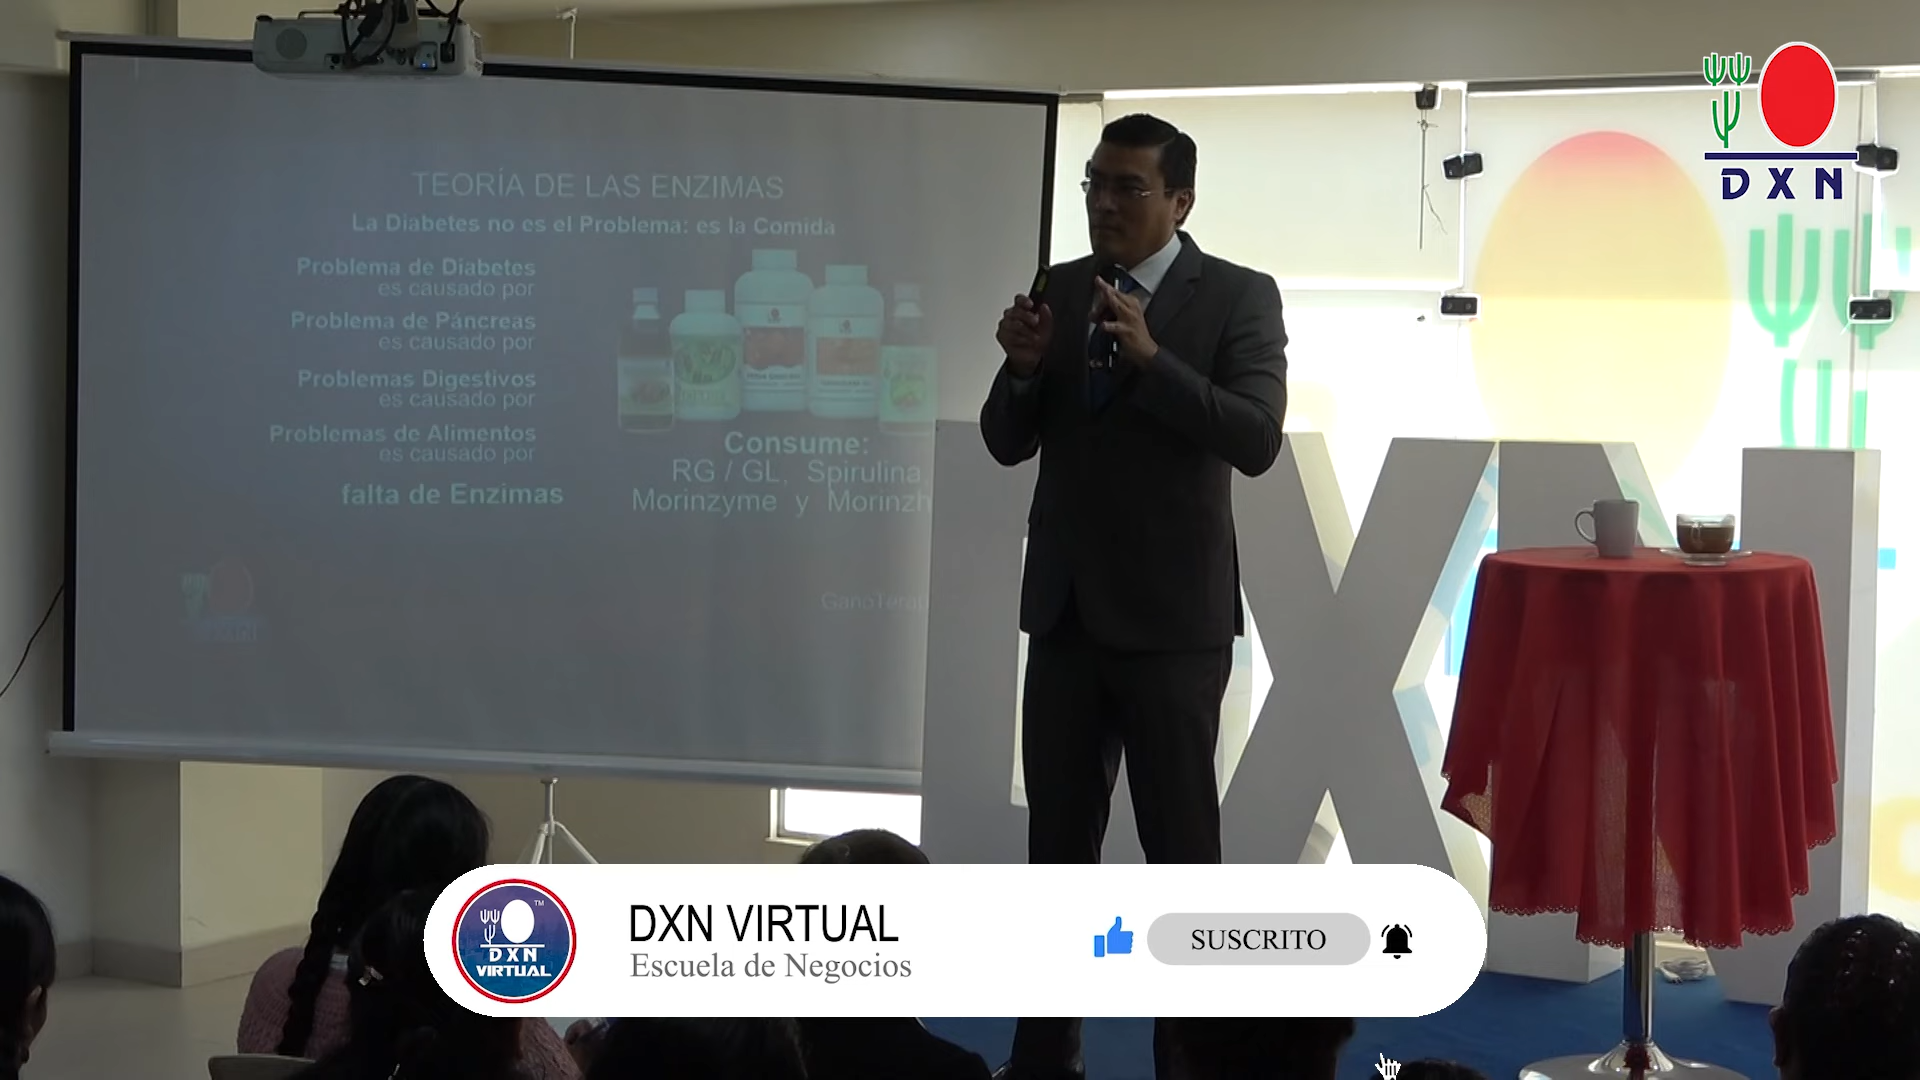 TEORÍA DE LAS ENZIMAS
La Diabetes no es el Problema: es la Comida
Problema de Diabetes
es causado por
Problema de Páncreas
es causado por
Problemas Digestivos
es causado por
Problemas de Alimentos
es causado por
falta de Enzimas
Consume:
RG / GL, Spirulina
Morinzyme y Morinzh
DXN
DXN
DXN
VIRTUAL
TM
DXN VIRTUAL
Escuela de Negocios
SUSCRITO